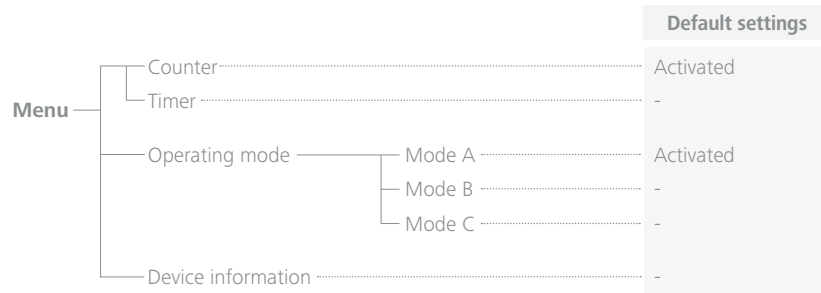 Default settings
Counter Activated
Timer -
Menu
Operating mode Mode A Activated
Mode B -
Mode C -
Device information -